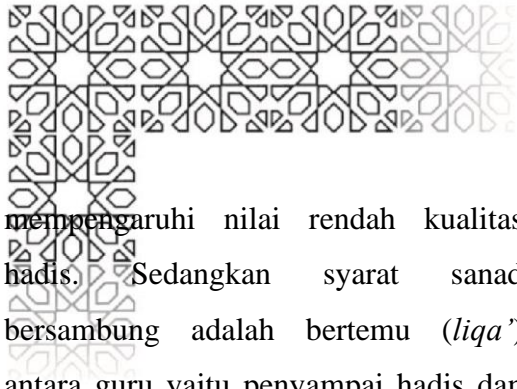 mempengaruhi nilai rendah kualitas
hadis. Sedangkan syarat sanad
bersambung adalah bertemu (liqa’)
antara guru yaitu penyampai hadis dan